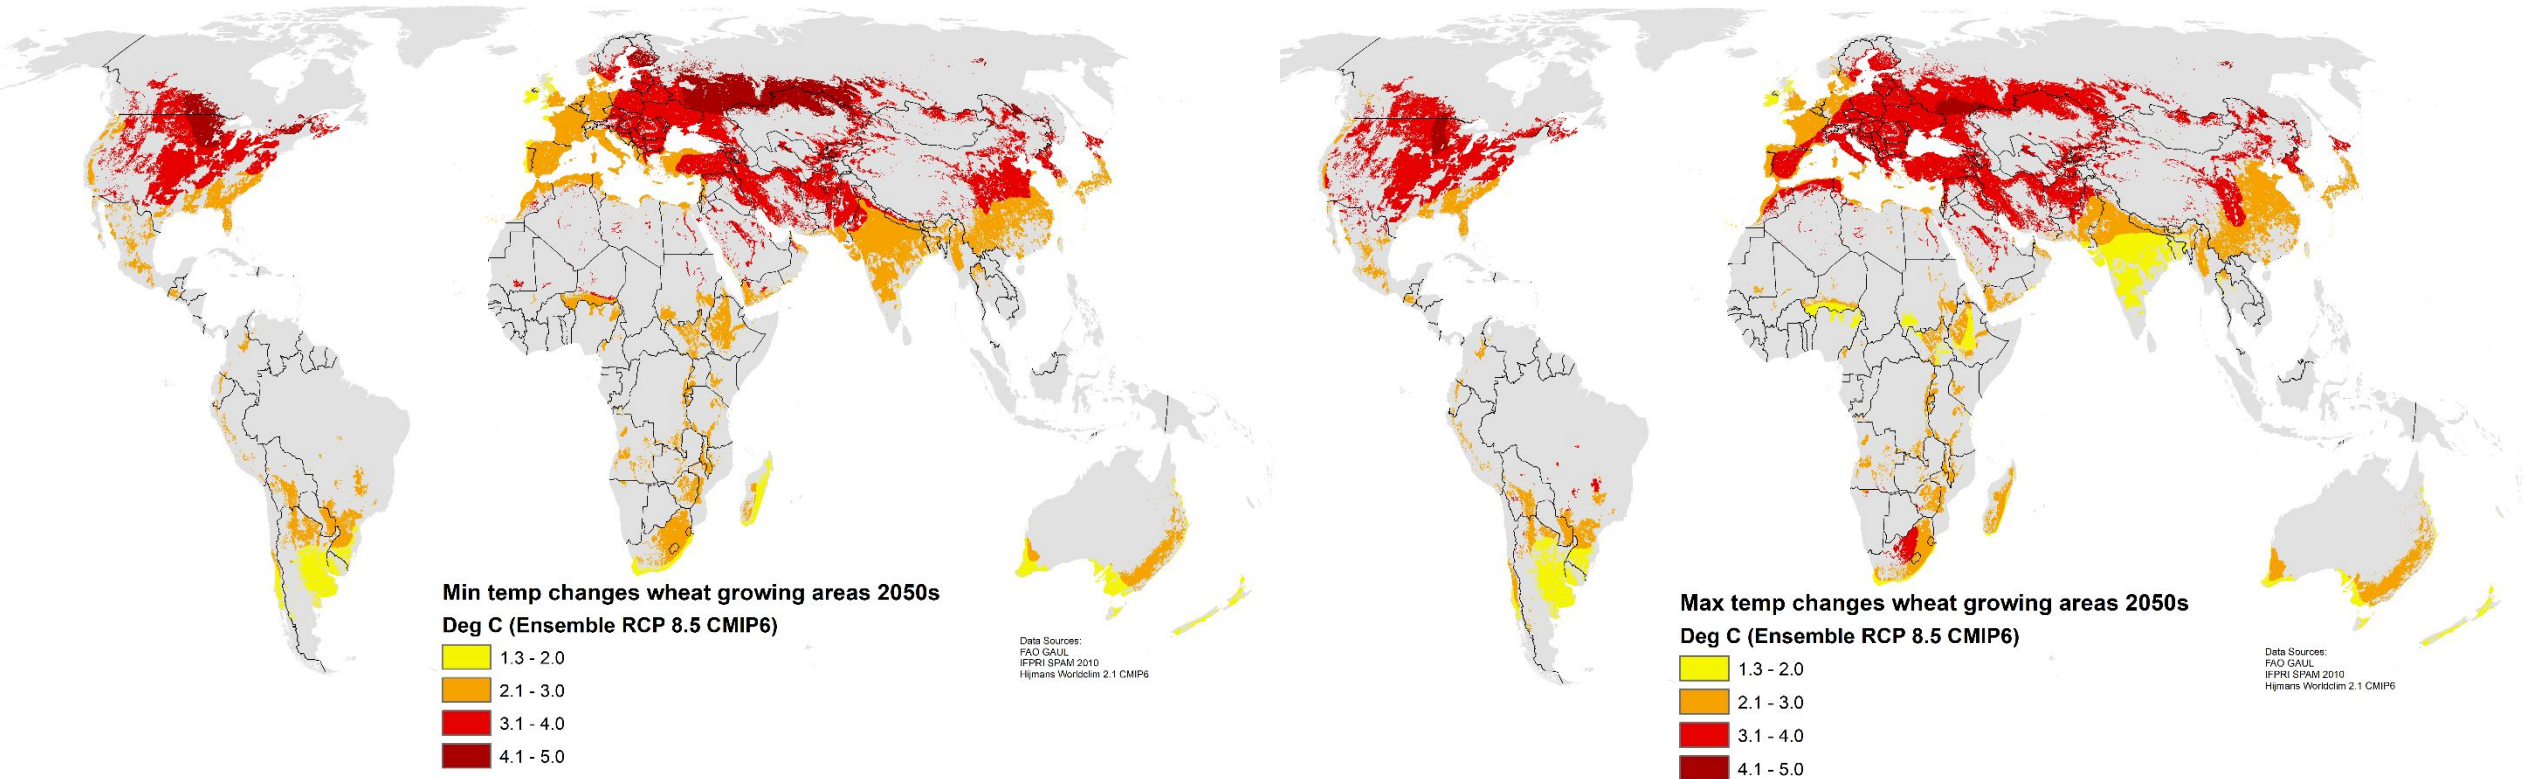 Min temp changes wheat growing areas 2050s
Deg C (Ensemble RCP 8.5 CMIP6)
1.3 - 2.0
2.1 - 3.0
3.1 - 4.0
4.1 - 5.0
Data Sources:
FAO GAUL
IFPRI SPAM 2010
Hijmans Worldclim 2.1 CMIP6
Max temp changes wheat growing areas 2050s
Deg C (Ensemble RCP 8.5 CMIP6)
1.3 - 2.0
2.1 - 3.0
3.1 - 4.0
4.1 - 5.0
Data Sources:
FAO GAUL
IFPRI SPAM 2010
Hijmans Worldclim 2.1 CMIP6